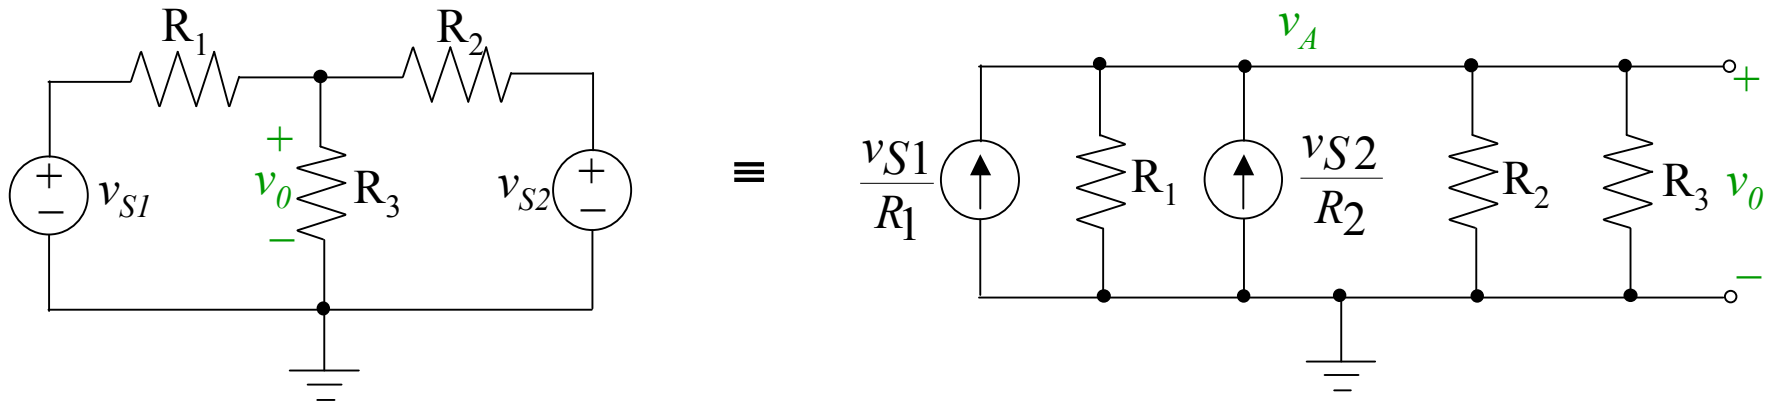 R1
R2
+
v0
−
R3
+
−
vS1
vS2
+
−
≡
vA
vS1
R1
R1
vS2
R2
R2
R3
+
v0
−